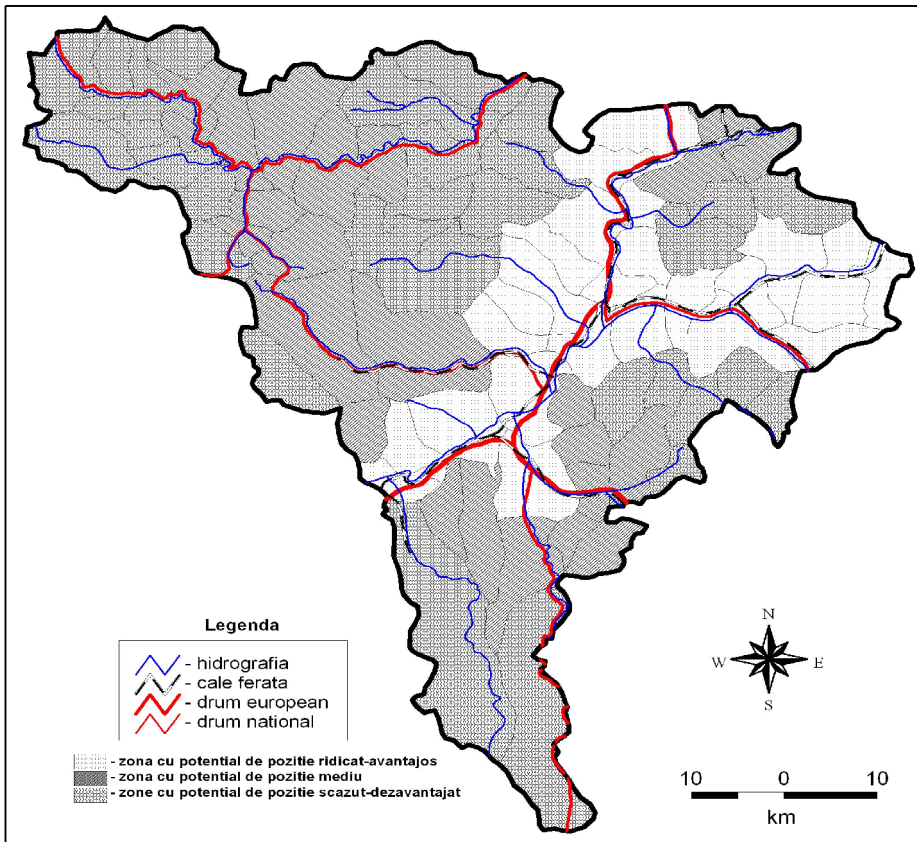 Legenda
- hidrografia
- cale ferata
- drum european
- drum national
- zona cu potential de pozitie ridicat-avantajos
- zona cu potential de pozitie mediu
- zone cu potential de pozitie scazut-dezavantajat
N
W E
S
10 0 10
km